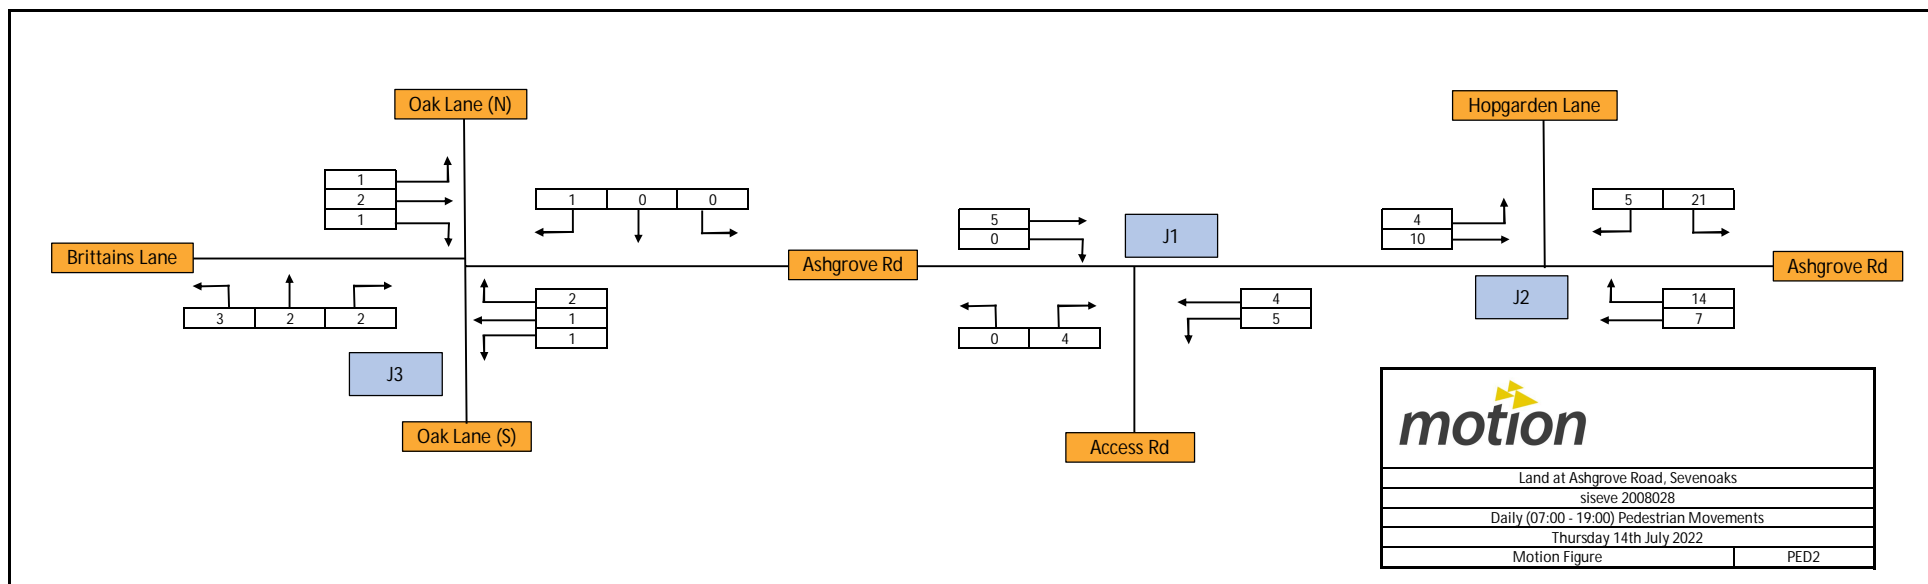 Oak Lane (N)
Hopgarden Lane
1
2
1
1 0 0
5 21
5
0
J1
4
10
Brittains Lane
Ashgrove Rd
Ashgrove Rd
3 2 2
2
1
1
0 4
4
5
J2
14
7
J3
Oak Lane (S)
Access Rd
motion
Land at Ashgrove Road, Sevenoaks
siseve 2008028
Daily (07:00 - 19:00) Pedestrian Movements
Thursday 14th July 2022
Motion Figure PED2